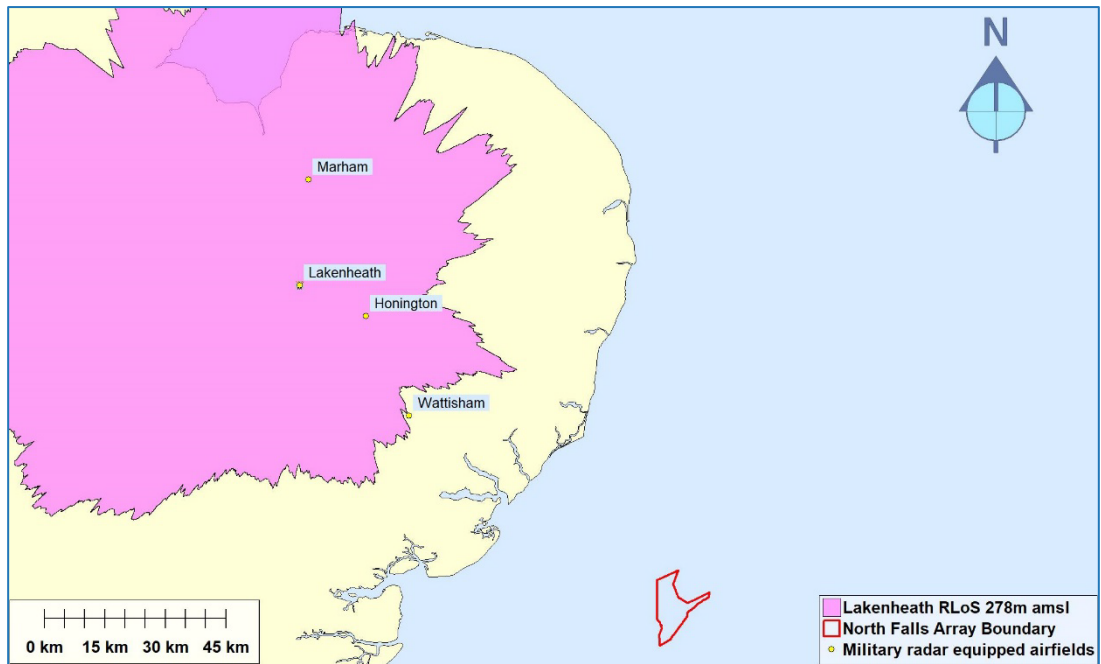 N
Marham
Lakenheath
Honington
Wattisham
0 km 15 km 30 km 45 km
Lakenheath RLoS 278m amsl
North Falls Array Boundary
Military radar equipped airfields